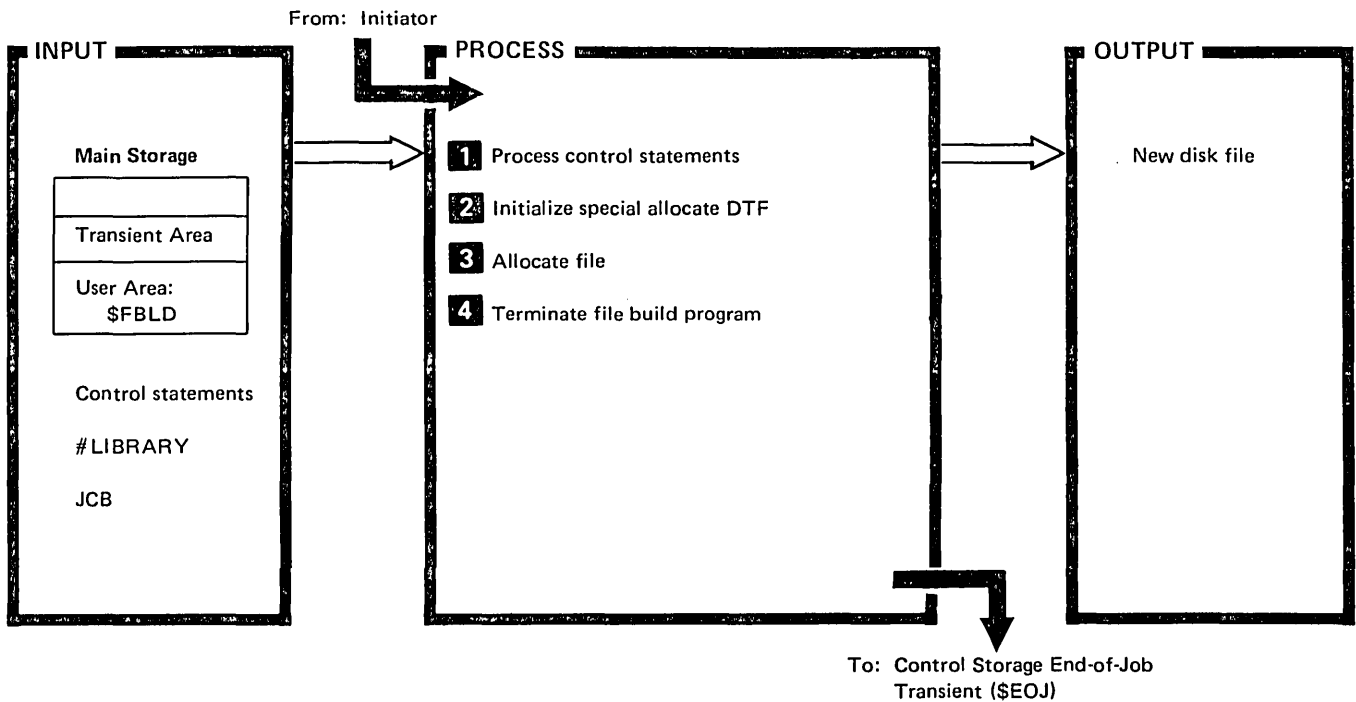 From: Initiator
INPUT
Main Storage
Transient Area
User Area:
$FBLD
Control statements
#LIBRARY
JCB
PROCESS
1 Process control statements
2 Initialize special allocate DTF
3 Allocate file
4 Terminate file build program
OUTPUT
New disk file
To: Control Storage End-of-Job
Transient ($EOJ)